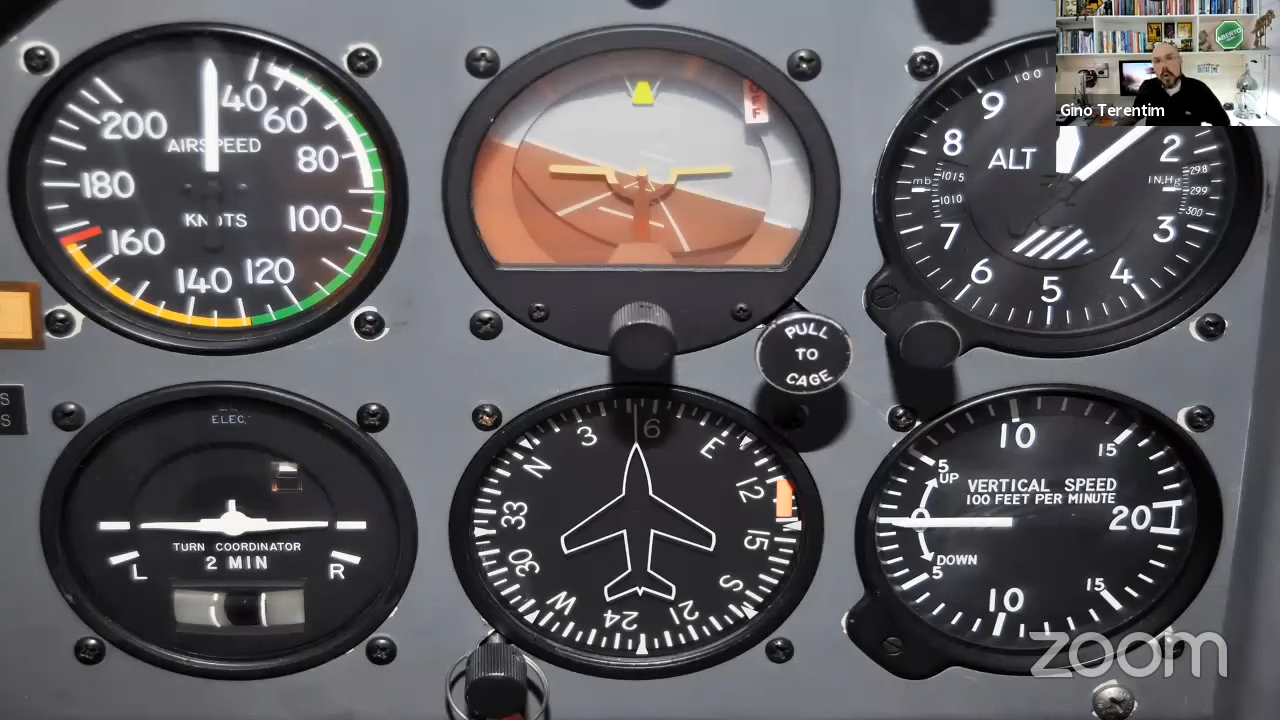 40
60
80
100
120
140
160
180
200
AIRSPEED
KNOTS
100
9
8
7
6
5
4
3
2
ALT
mb
1015
1010
IN.Hg
29.8
29.9
300
ABERTO
Gino Terentim
PULL
TO
CAGE
ELEC.
TURN COORDINATOR
2 MIN
L
R
N
3
6
E
12
15
S
21
24
W
30
33
5
UP
10
15
VERTICAL SPEED
100 FEET PER MINUTE
20
0
DOWN
5
10
15
S
S
zoom